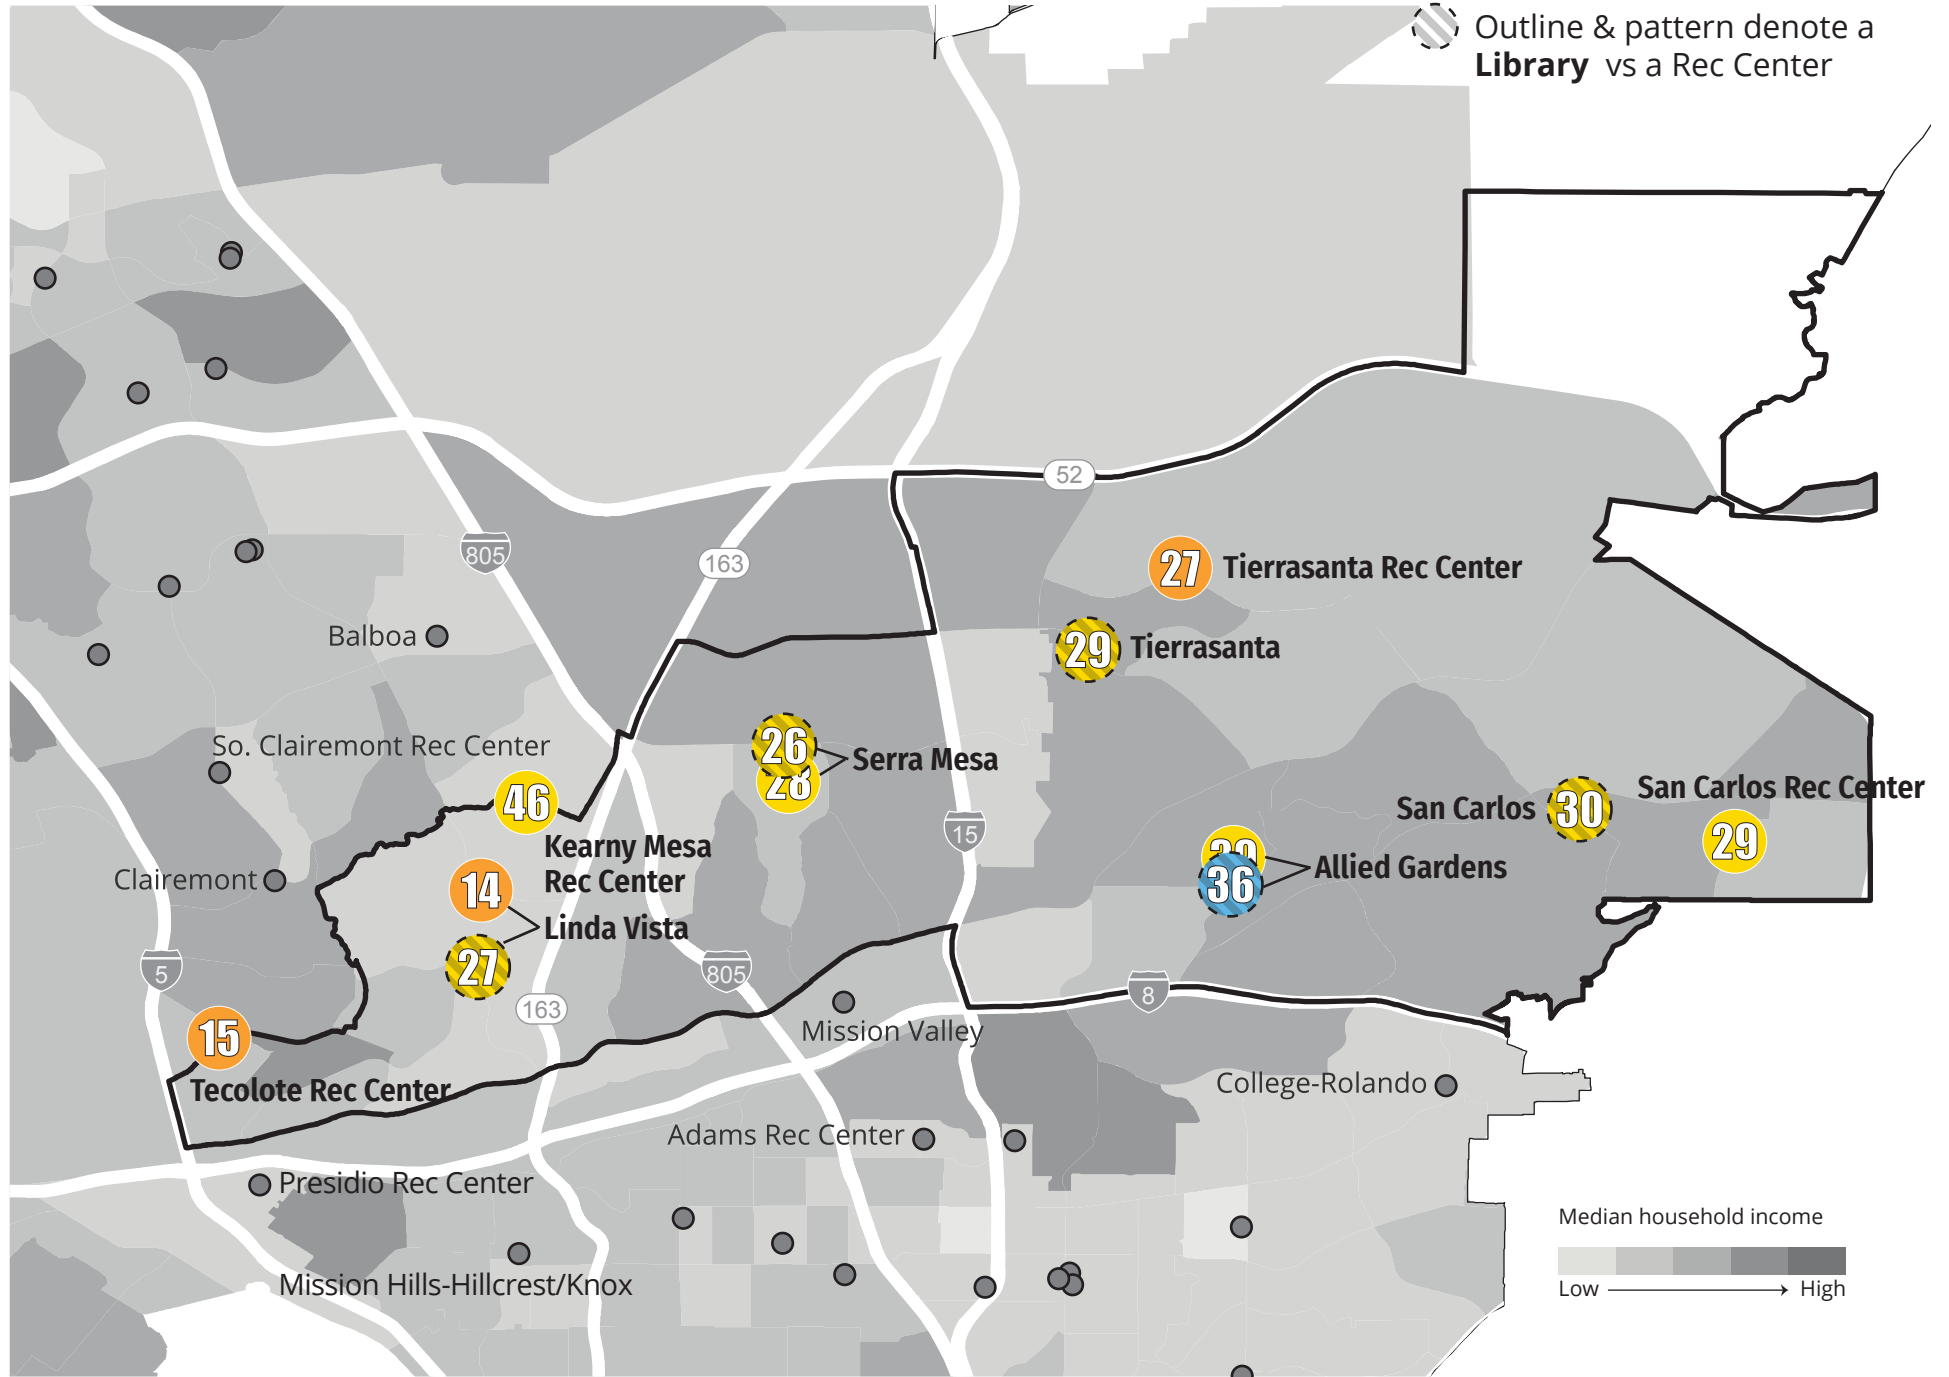 Outline & pattern denote a
Library vs a Rec Center
52
805
163
27
Tierrasanta Rec Center
Balboa
29
Tierrasanta
So. Clairemont Rec Center
26
28
Serra Mesa
46
San Carlos Rec Center
San Carlos
30
29
15
Kearny Mesa
Rec Center
36
Allied Gardens
Clairemont
14
Linda Vista
27
5
805
8
163
15
Mission Valley
Tecolote Rec Center
College-Rolando
Adams Rec Center
Presidio Rec Center
Mission Hills-Hillcrest/Knox
Median household income
Low
High